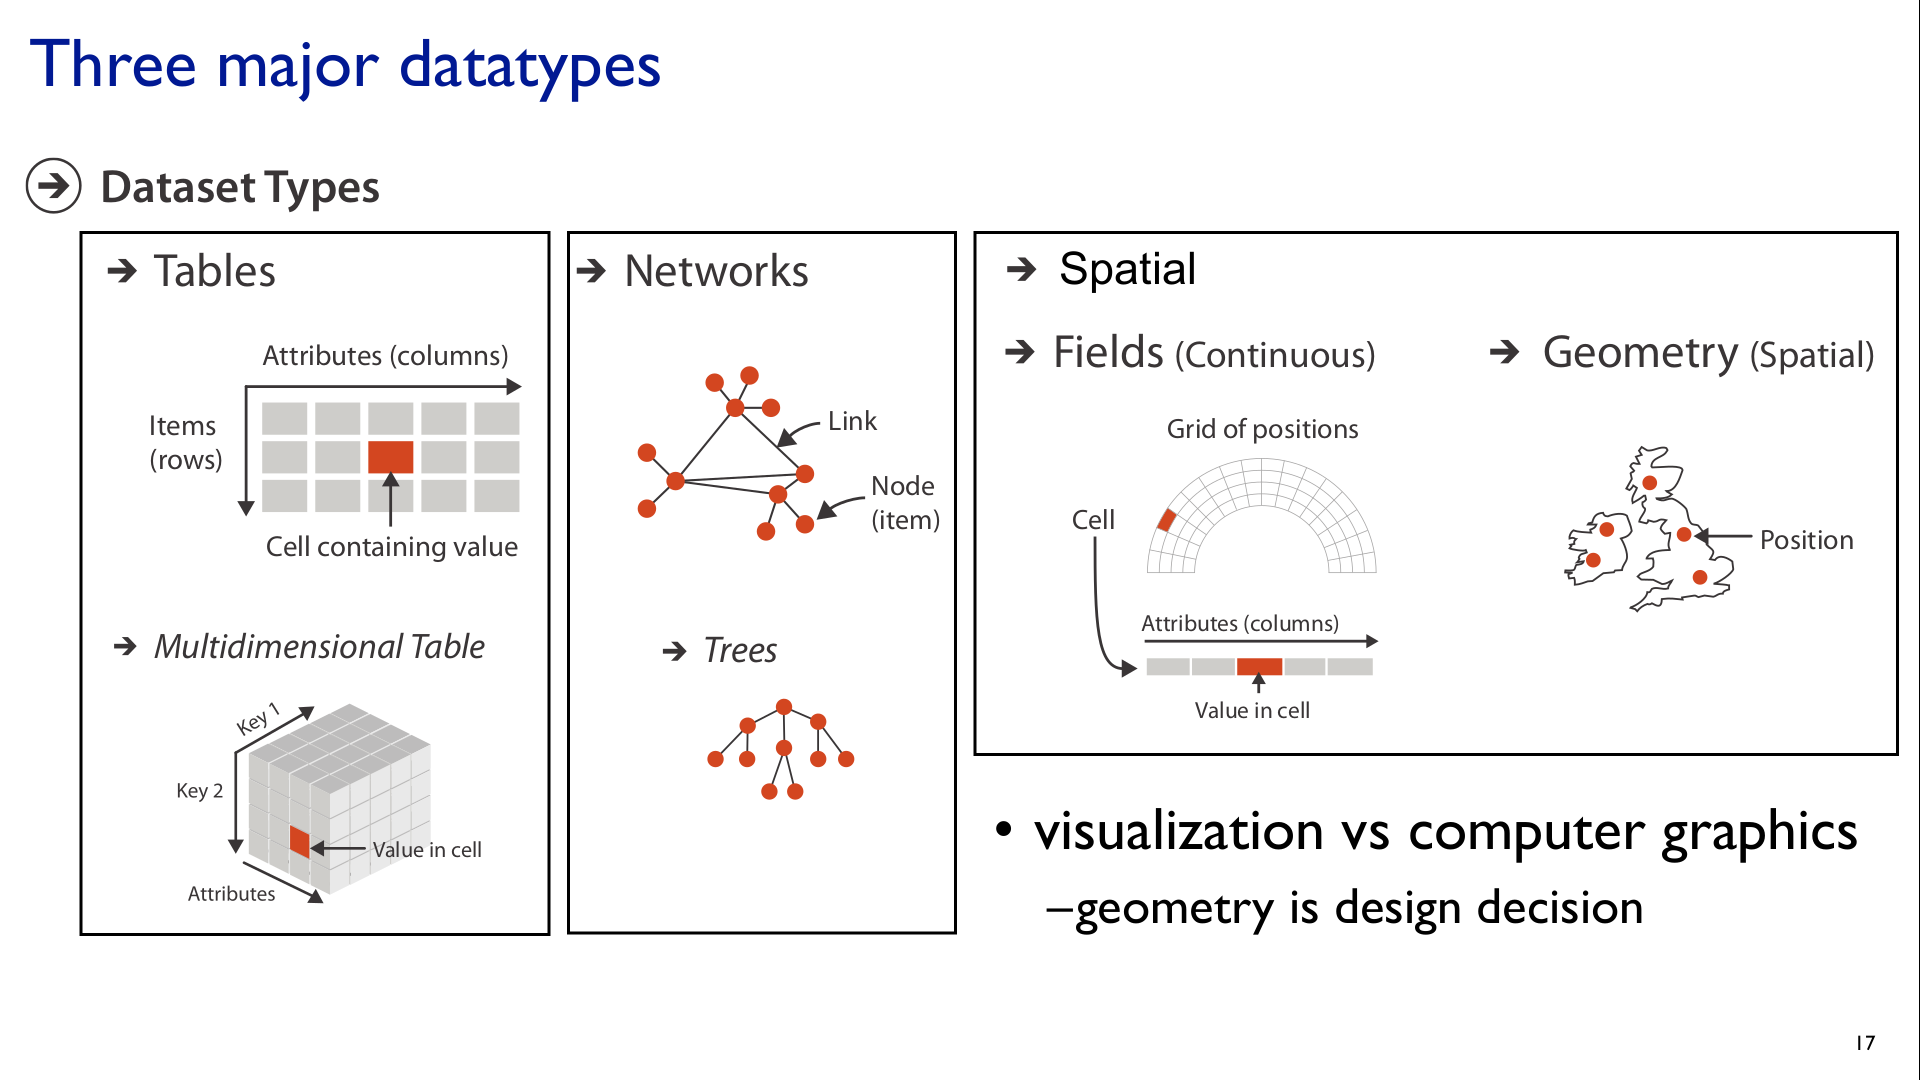 Three major datatypes
Dataset Types
Tables
Attributes (columns)
Items
(rows)
Cell containing value
Multidimensional Table
Key 1
Key 2
Value in cell
Attributes
Networks
Link
Node
(item)
Trees
Spatial
Fields (Continuous)
Grid of positions
Cell
Attributes (columns)
Value in cell
Geometry (Spatial)
Position
• visualization vs computer graphics
–geometry is design decision
17